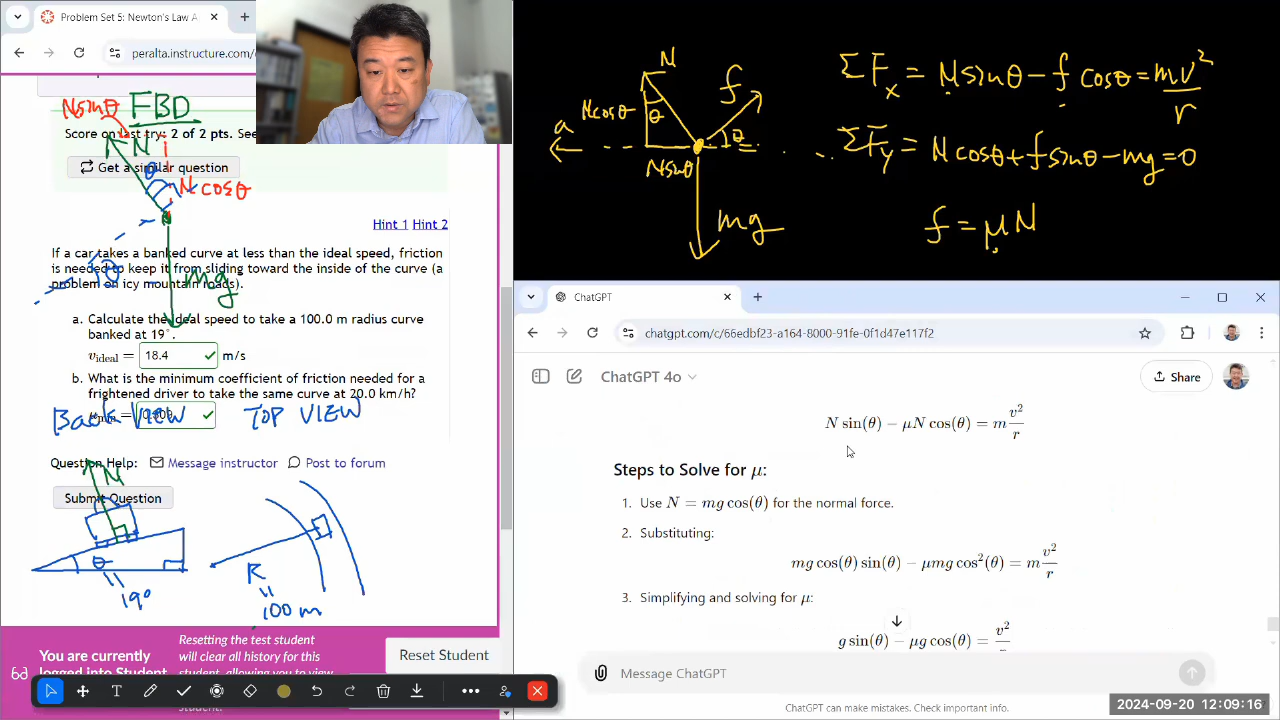 Problem Set 5: Newton's Law A
peralta.instructure.com/
Nsinθ
FBD
Score on last try: 2 of 2 pts. See
N
Get a similar question
θ
N cosθ
Hint 1 Hint 2
If a car takes a banked curve at less than the ideal speed, friction
is needed to keep it from sliding toward the inside of the curve (a
problem on icy mountain roads).
mg
a. Calculate the ideal speed to take a 100.0 m radius curve
banked at 19°.
v_ideal = 18.4 m/s
b. What is the minimum coefficient of friction needed for a
frightened driver to take the same curve at 20.0 km/h?
Back VIEW TOP VIEW
Question Help: Message instructor Post to forum
N
Submit Question
θ
19°
R
100 m
You are currently
logged into Student
Resetting the test student
will clear all history for this
student, allowing you to view
Reset Student
N
N cosθ
θ
f
θ
a
N sinθ
mg
ΣFx = Nsinθ - f cosθ = mv²/r
ΣFy = N cosθ + f sinθ - mg = 0
f = μN
ChatGPT
chatgpt.com/c/66edbf23-a164-8000-91fe-0f1d47e117f2
ChatGPT 4o
Share
N sin(θ) − μN cos(θ) = m v²/r
Steps to Solve for μ:
1. Use N = mg cos(θ) for the normal force.
2. Substituting:
mg cos(θ) sin(θ) − μmg cos²(θ) = m v²/r
3. Simplifying and solving for μ:
g sin(θ) − μg cos(θ) = v²/r
Message ChatGPT
ChatGPT can make mistakes. Check important info.
2024-09-20 12:09:16